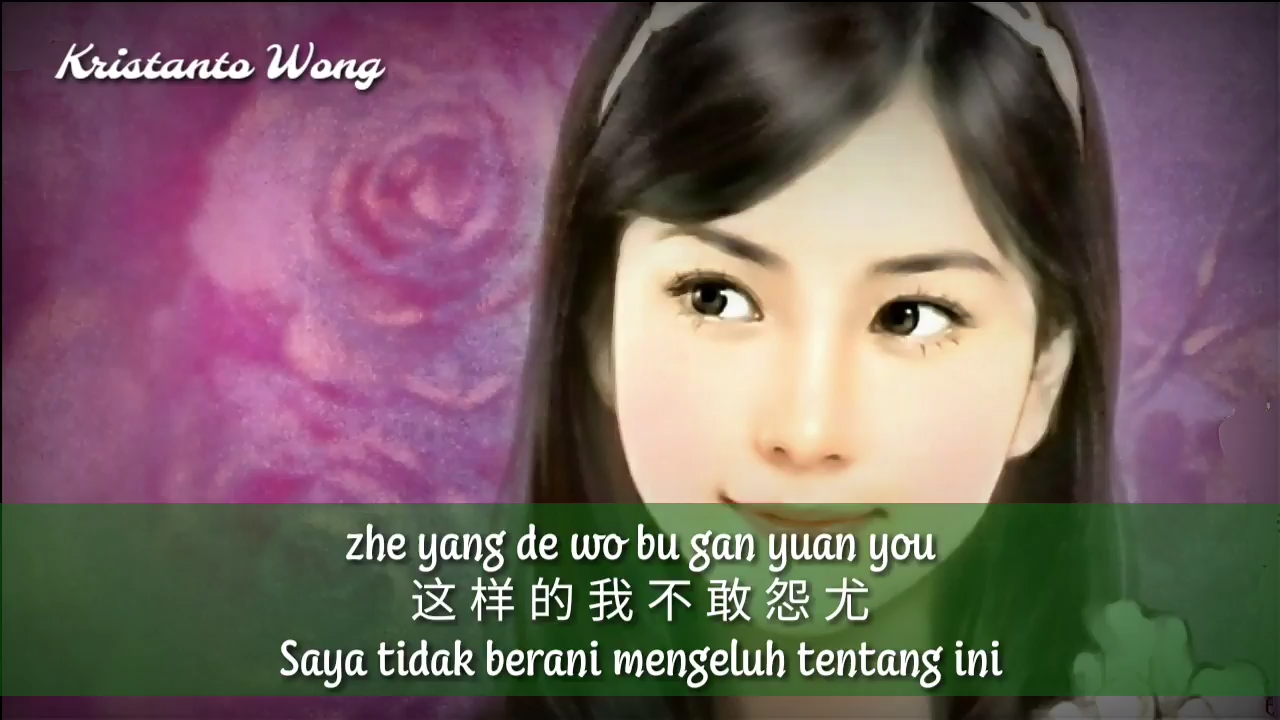 Kristanto Wong
zhe yang de wo bu gan yuan you
这样的我不敢怨尤
Saya tidak berani mengeluh tentang ini